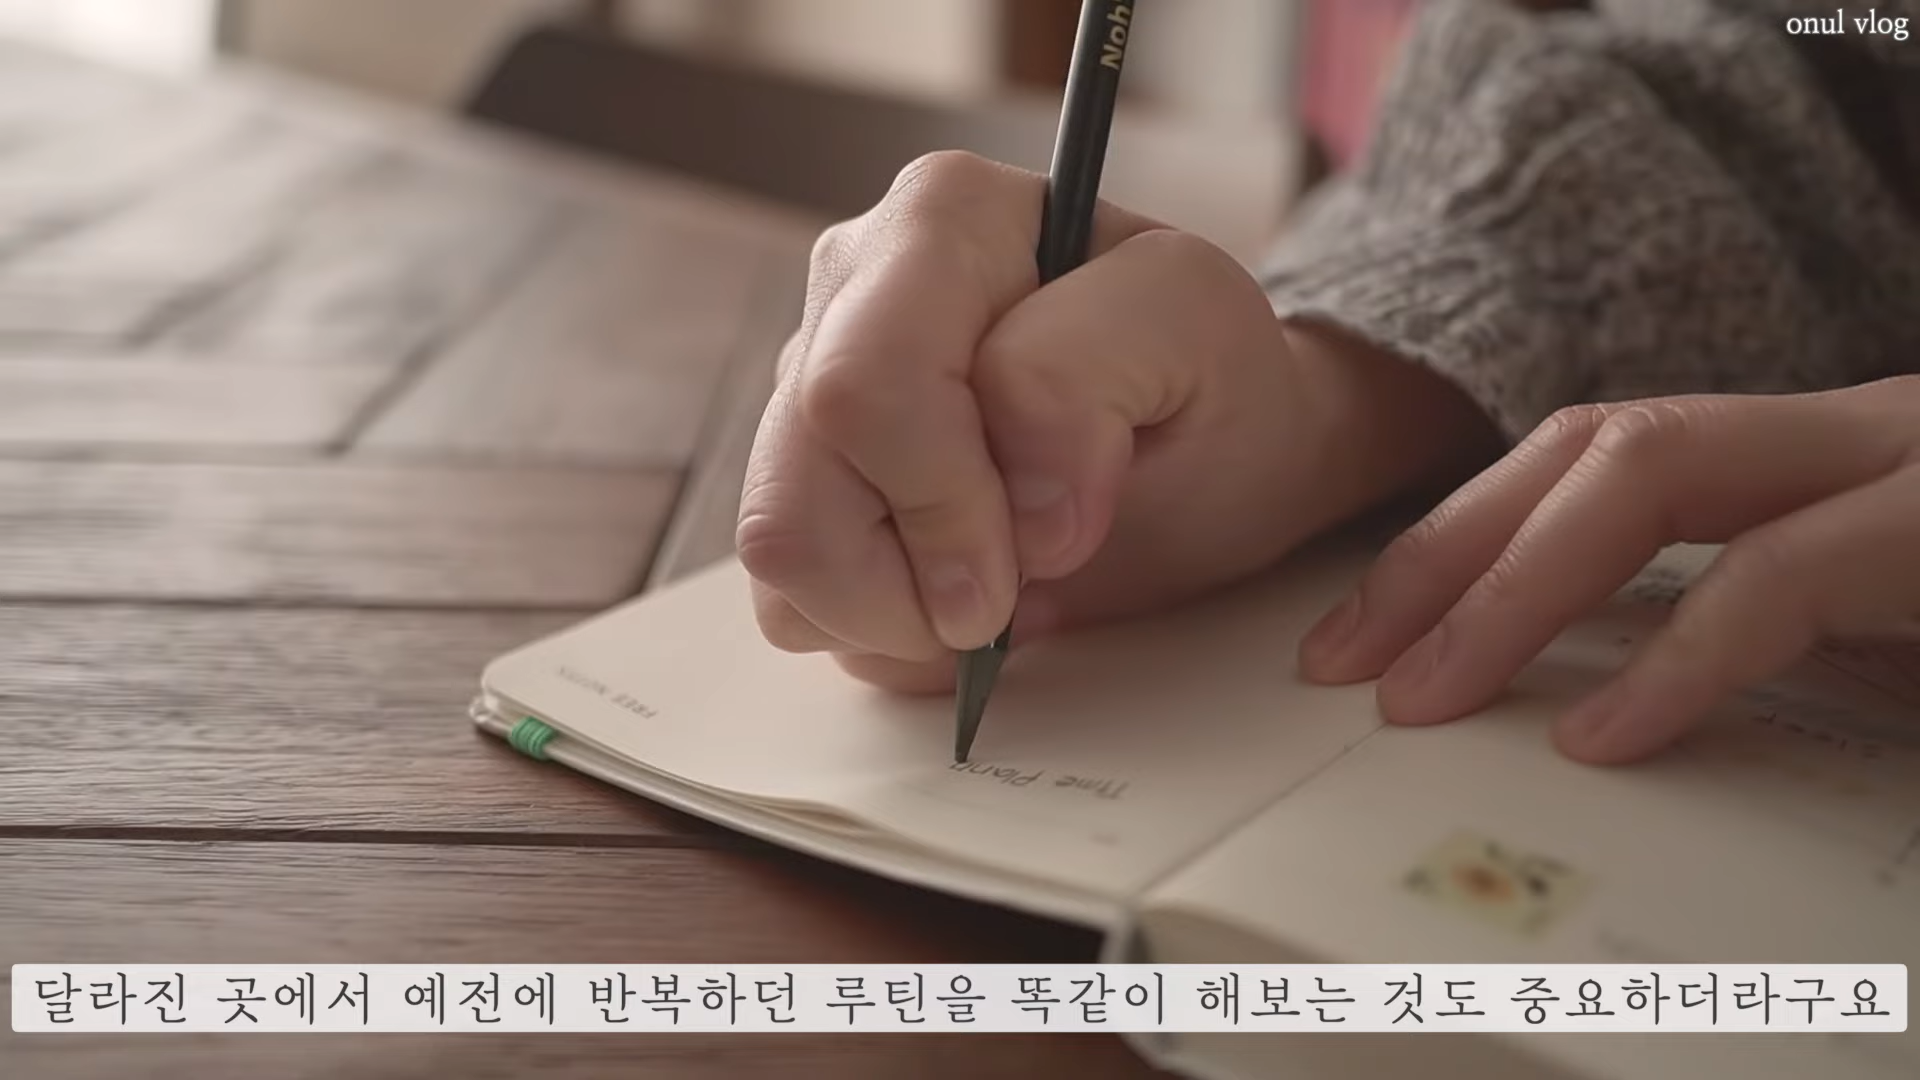 onul vlog
Nob
FREE NOTES
Time Plann
달라진 곳에서 예전에 반복하던 루틴을 똑같이 해보는 것도 중요하더라구요